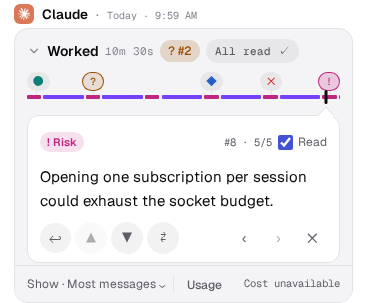 Claude · Today · 9:59 AM
Worked 10m 30s ? #2 All read ✓
?
!
! Risk #8 · 5/5 Read
Opening one subscription per session
could exhaust the socket budget.
Show · Most messages Usage Cost unavailable